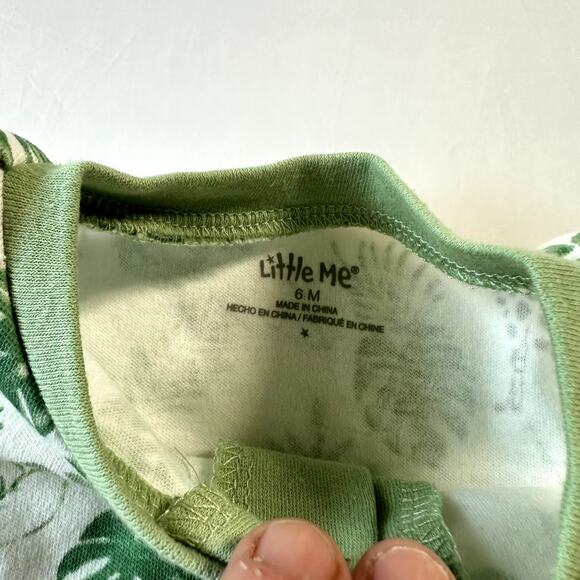 Little Me®
6 M
MADE IN CHINA
HECHO EN CHINA / FABRIQUÉ EN CHINE